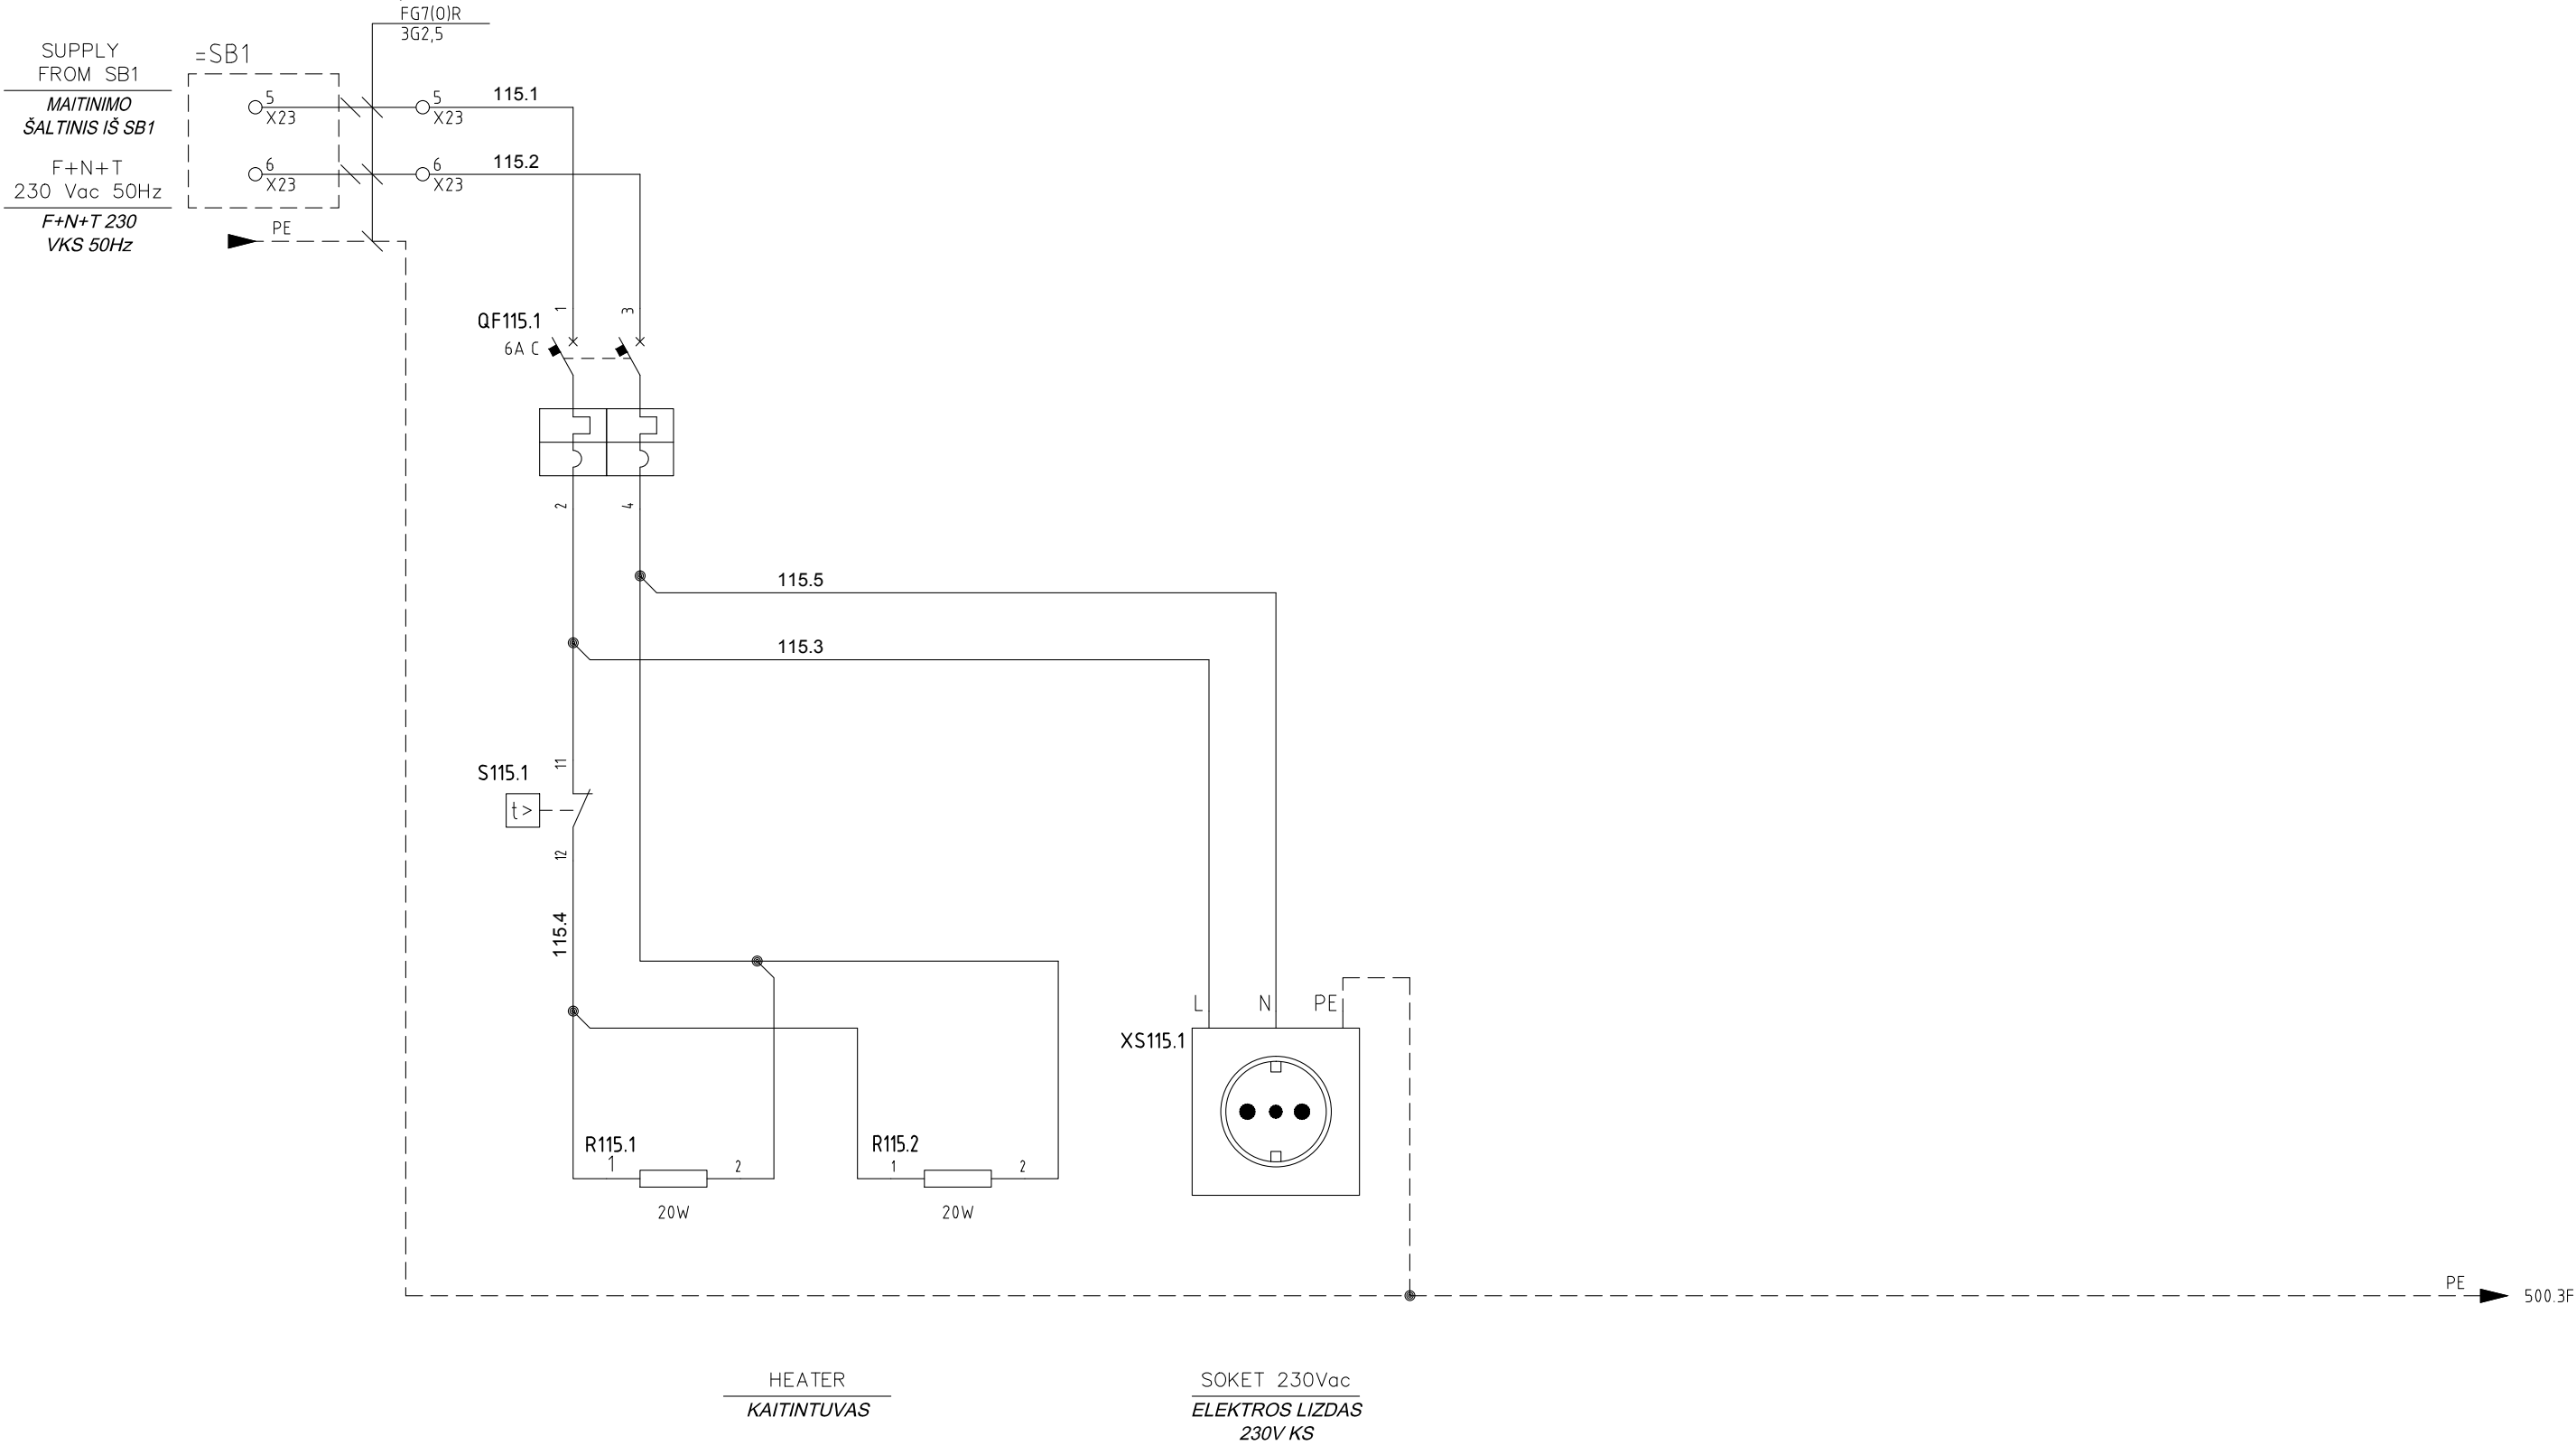 FG7(O)R
3G2,5
SUPPLY
FROM SB1
MAITINIMO
ŠALTINIS IŠ SB1
F+N+T
230 Vac 50Hz
F+N+T 230
VKS 50Hz
=SB1
5
X23
5
X23
115.1
6
X23
6
X23
115.2
PE
1
3
QF115.1
6A C
2
4
115.5
115.3
11
S115.1
t>
12
115.4
L
N
PE
XS115.1
R115.1
1
2
20W
R115.2
1
2
20W
PE
500.3F
HEATER
KAITINTUVAS
SOKET 230Vac
ELEKTROS LIZDAS
230V KS